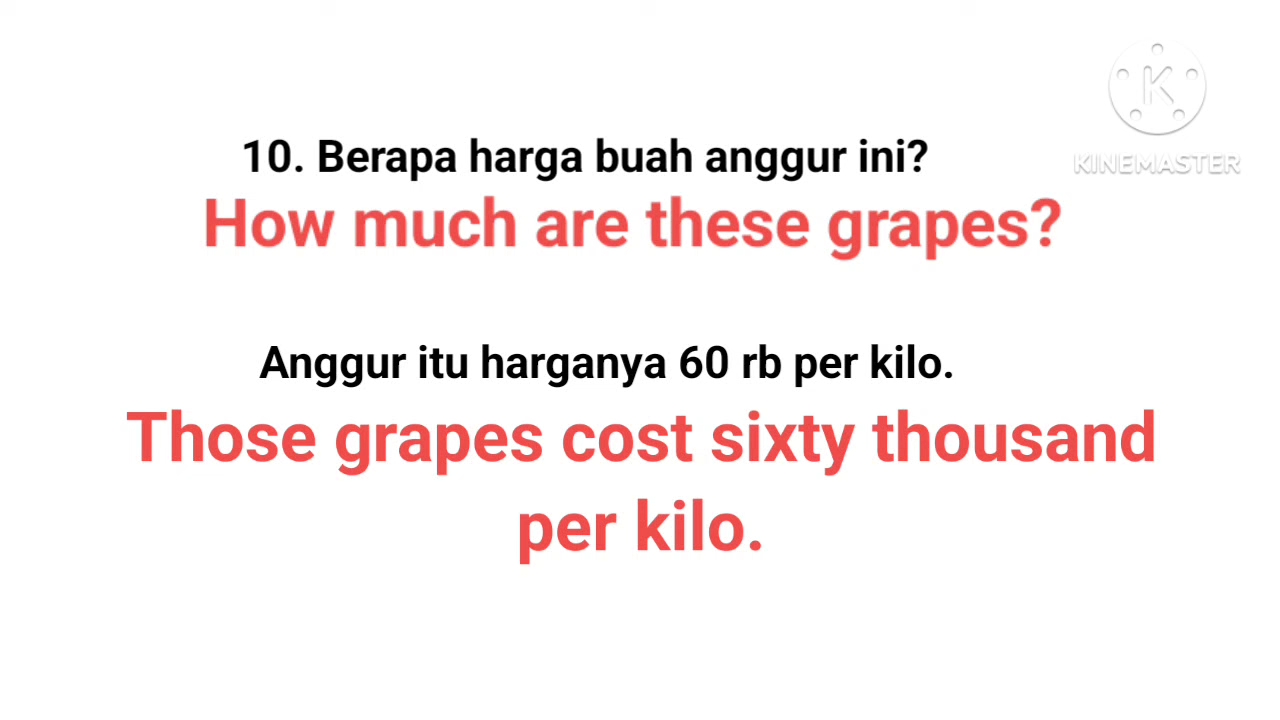 KINEMASTER
10. Berapa harga buah anggur ini?
How much are these grapes?
Anggur itu harganya 60 rb per kilo.
Those grapes cost sixty thousand
per kilo.